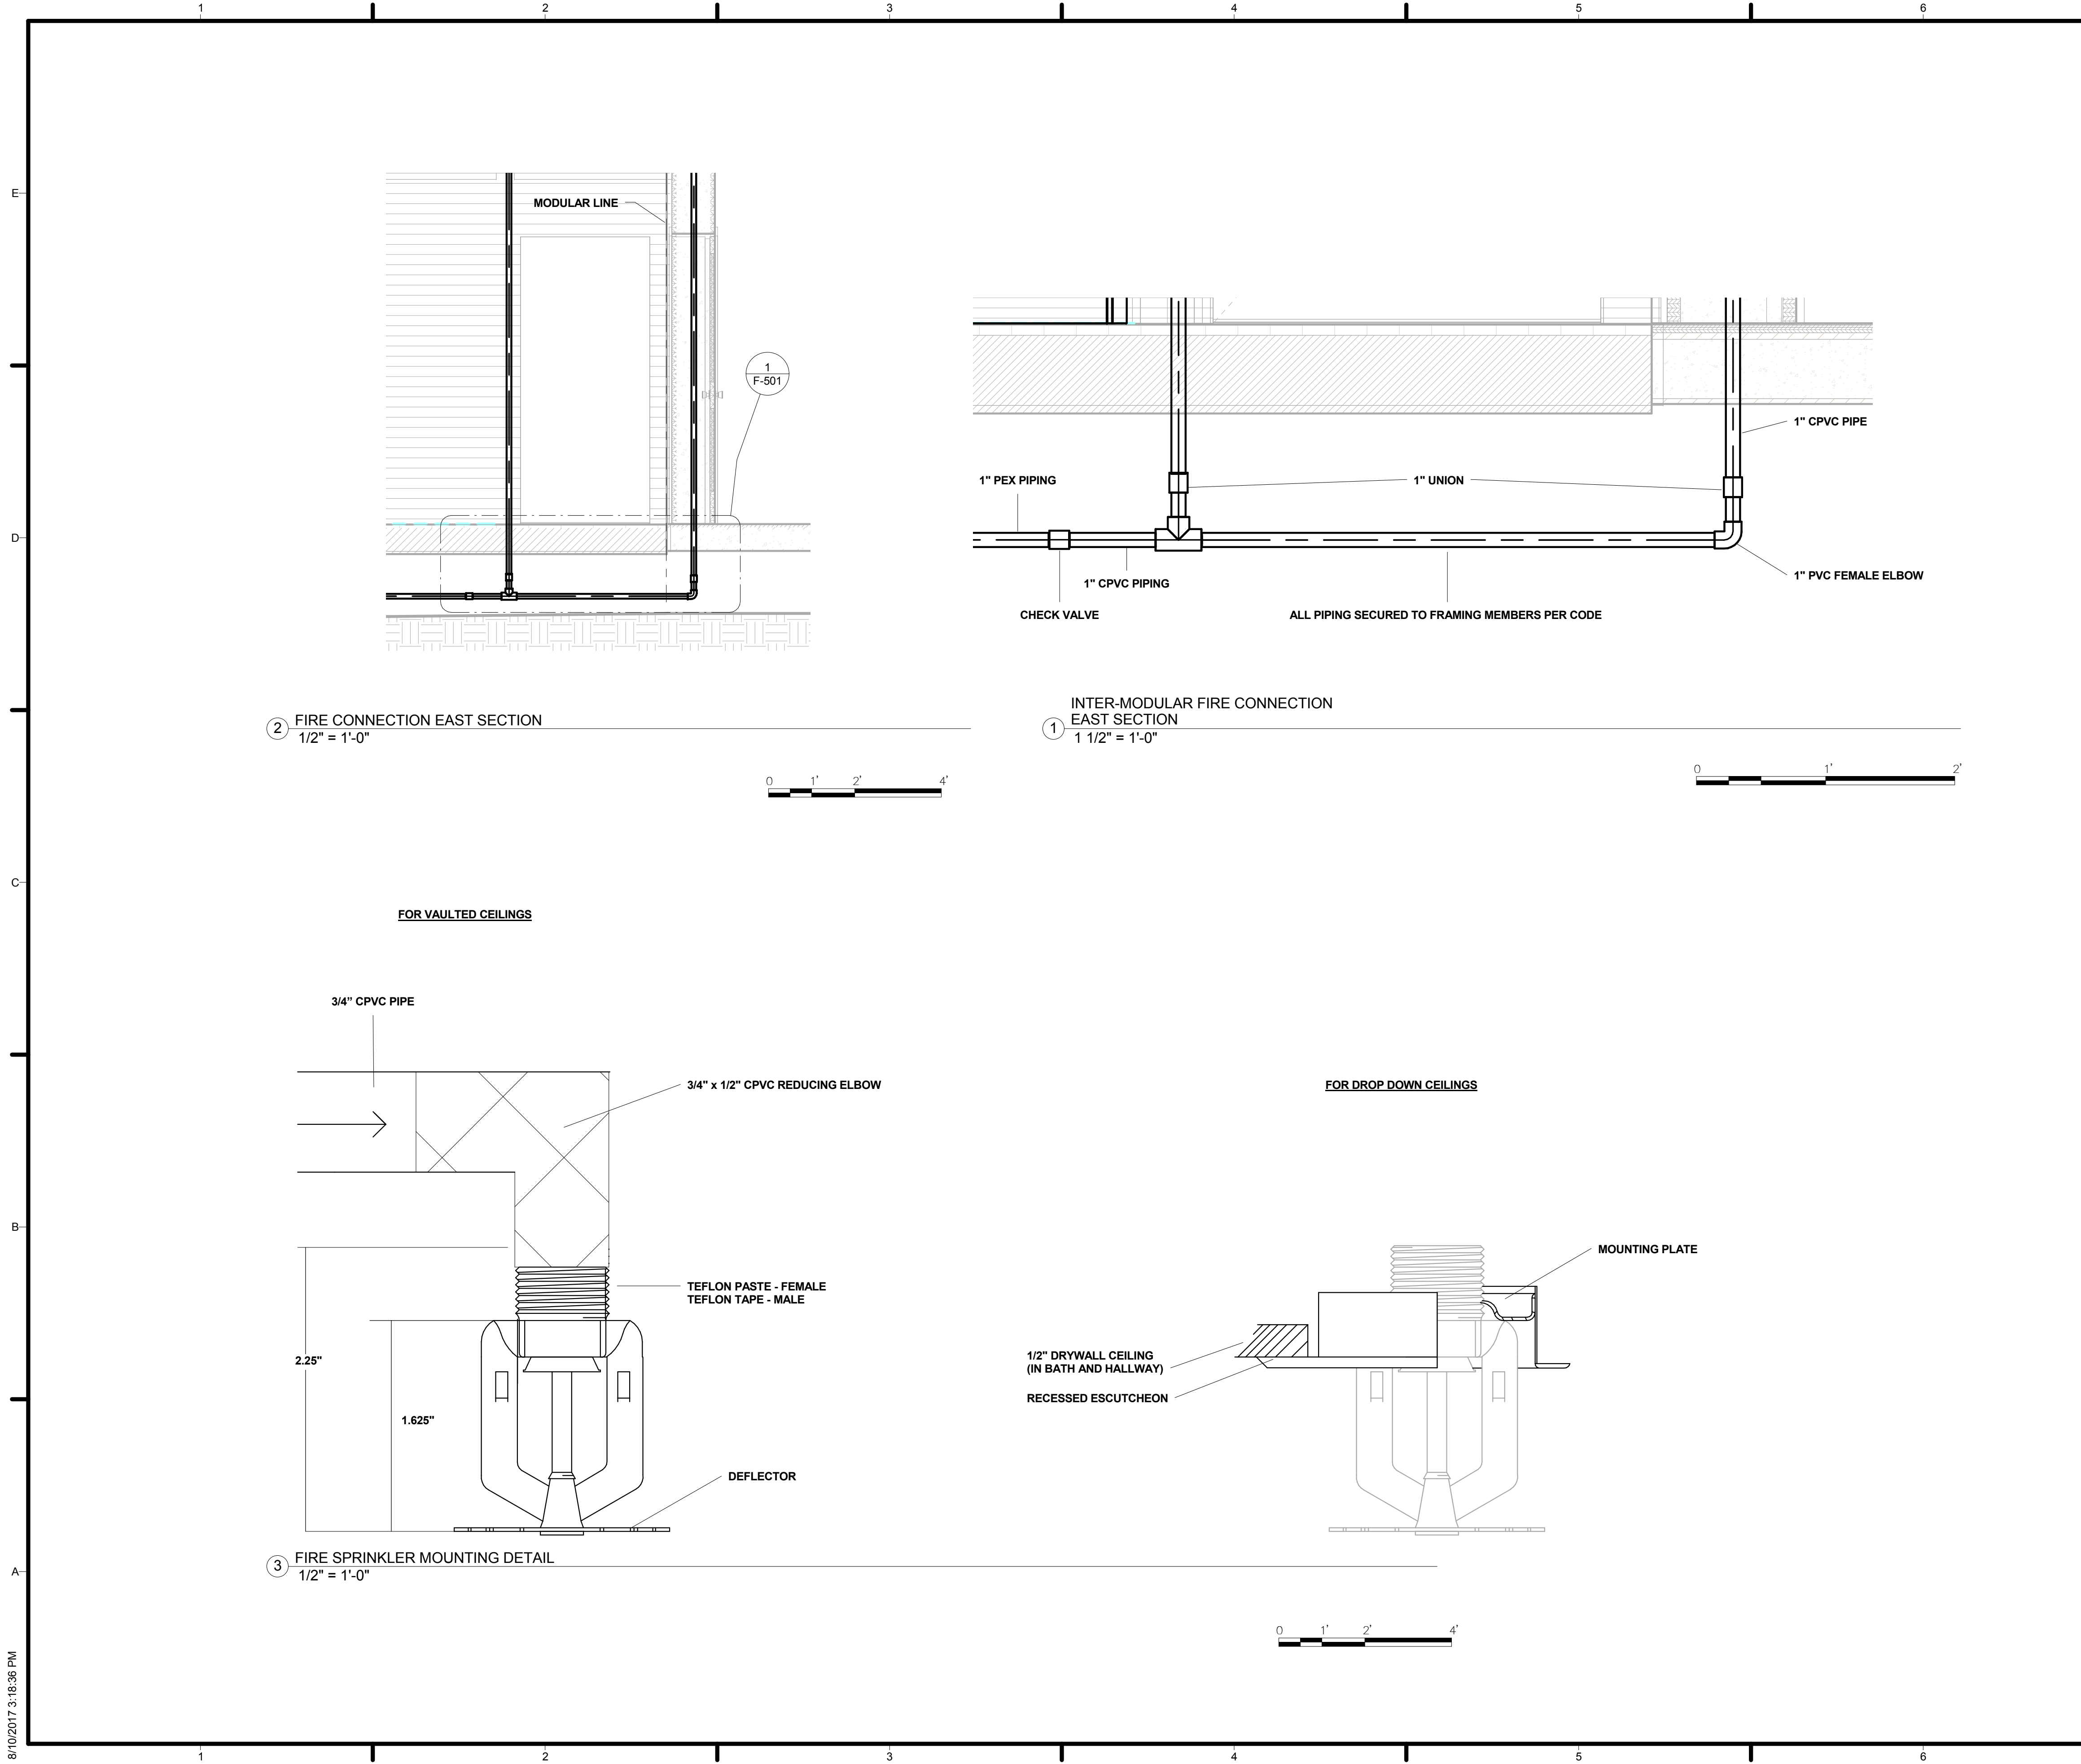 1 2 3 4 5 6
E
MODULAR LINE
1
F-501
1" CPVC PIPE
1" PEX PIPING
1" UNION
D
1" CPVC PIPING
1" PVC FEMALE ELBOW
CHECK VALVE
ALL PIPING SECURED TO FRAMING MEMBERS PER CODE
2
FIRE CONNECTION EAST SECTION
1/2" = 1'-0"
0 1' 2' 4'
1
INTER-MODULAR FIRE CONNECTION
EAST SECTION
1 1/2" = 1'-0"
0 1' 2'
C
FOR VAULTED CEILINGS
3/4” CPVC PIPE
3/4" x 1/2" CPVC REDUCING ELBOW
B
TEFLON PASTE - FEMALE
TEFLON TAPE - MALE
2.25"
1.625"
DEFLECTOR
FOR DROP DOWN CEILINGS
MOUNTING PLATE
1/2" DRYWALL CEILING
(IN BATH AND HALLWAY)
RECESSED ESCUTCHEON
3
FIRE SPRINKLER MOUNTING DETAIL
1/2" = 1'-0"
A
0 1' 2' 4'
8/10/2017 3:18:36 PM
1 2 3 4 5 6